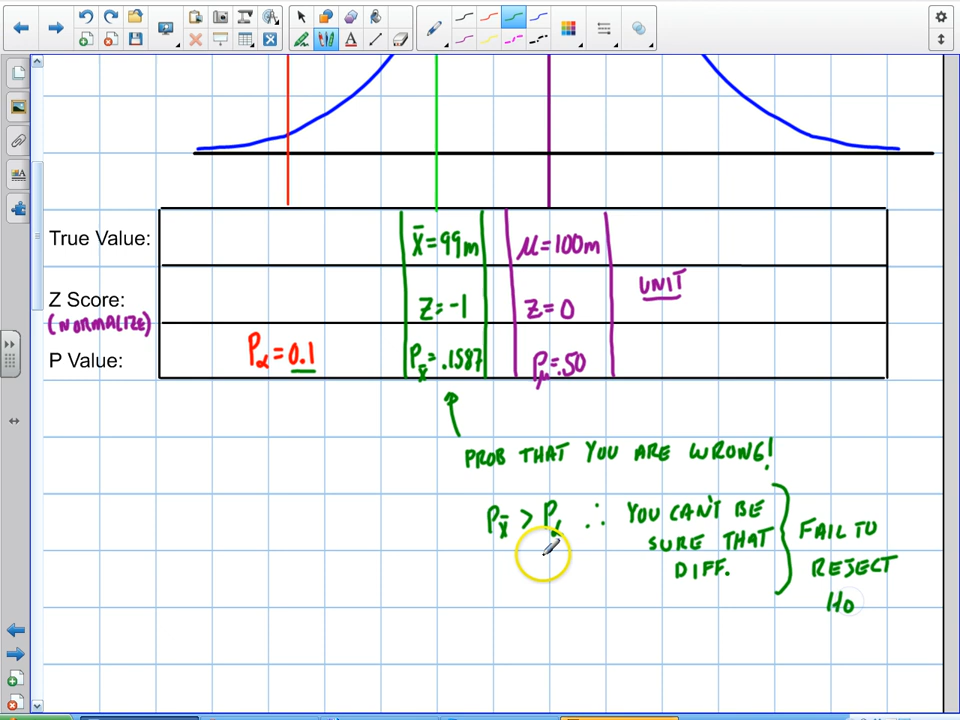 True Value:
X̄=99m
μ=100m
Z Score:
(NORMALIZE)
Z=-1
Z=0
UNIT
P Value:
Pα=0.1
Px̄=.1587
Pμ=.50
PROB THAT YOU ARE WRONG!
Px̄ > P ∴ YOU CAN'T BE
SURE THAT
DIFF.
FAIL TO
REJECT
Ho